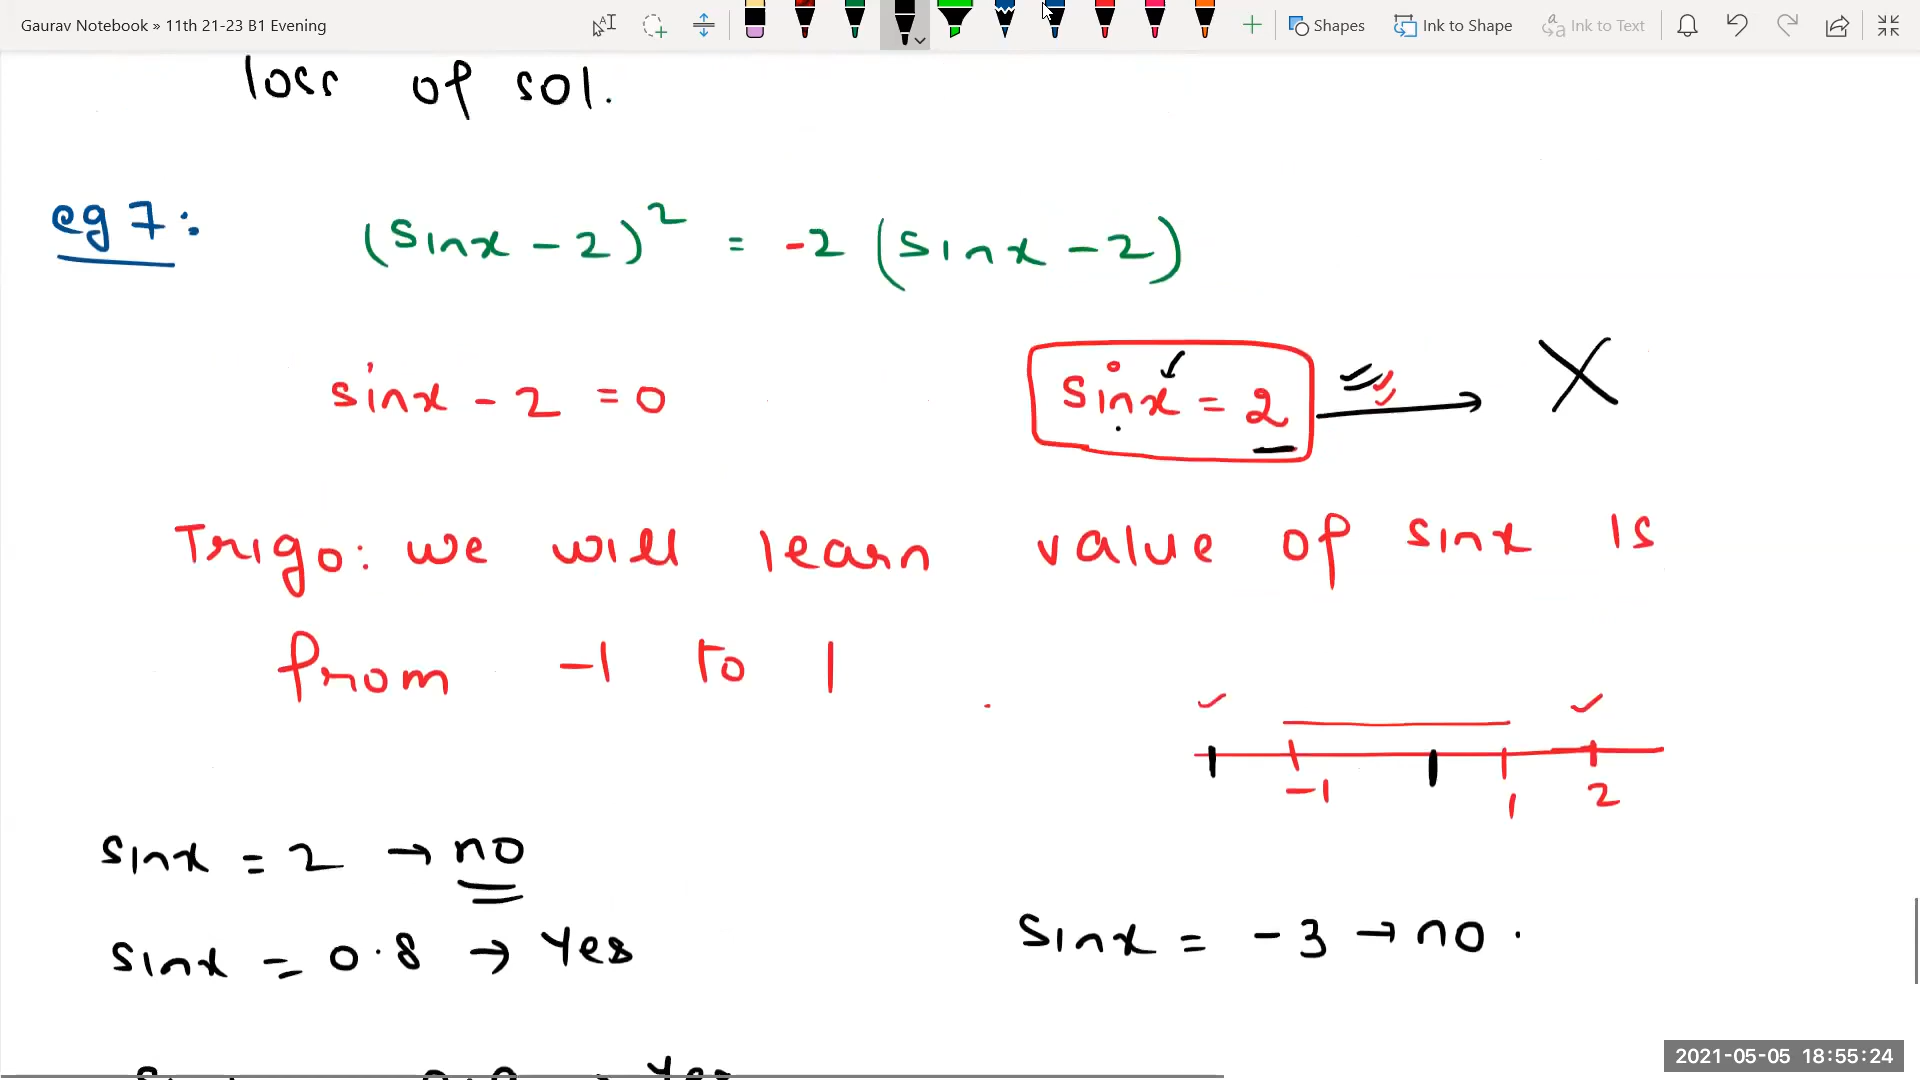 Gaurav Notebook » 11th 21-23 B1 Evening
Shapes Ink to Shape Ink to Text
loss of sol.
eg 7: (sinx - 2)² = -2 (sinx - 2)
sinx - 2 = 0 sinx = 2 X
Trigo: we will learn value of sinx is
from -1 to 1
-1 1 2
sinx = 2 → no
sinx = 0.8 → Yes sinx = -3 → no.
2021-05-05 18:55:24